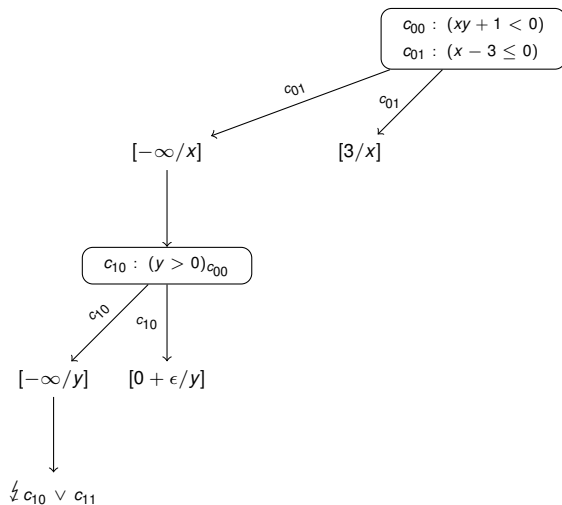 c₀₀ : (xy + 1 < 0)
c₀₁ : (x − 3 ≤ 0)
c₀₁
c₀₁
[−∞/x]
[3/x]
c₁₀ : (y > 0)c₀₀
c₁₀
c₁₀
[−∞/y]
[0 + ϵ/y]
↯ c₁₀ ∨ c₁₁